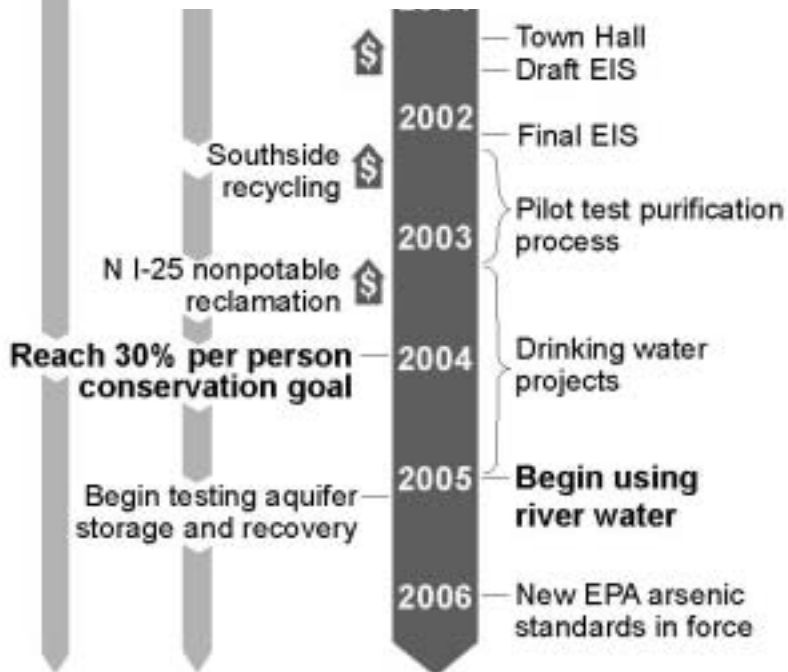 Town Hall
Draft EIS
$
2002
Final EIS
Southside
recycling
$
Pilot test purification
process
2003
N I-25 nonpotable
reclamation
$
Reach 30% per person
conservation goal
2004
Drinking water
projects
2005
Begin using
river water
Begin testing aquifer
storage and recovery
2006
New EPA arsenic
standards in force